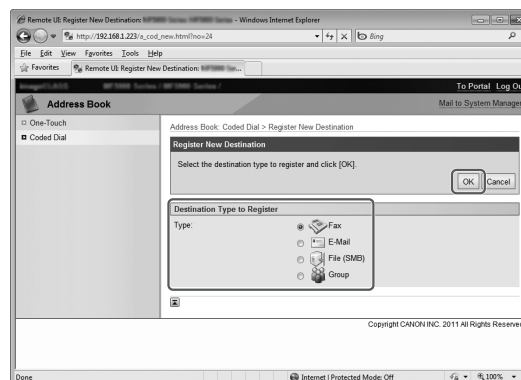 Remote UI: Register New Destination: - Windows Internet Explorer
http://192.168.1.223/a_cod_new.html?no=24
Bing
File Edit View Favorites Tools Help
Favorites Remote UI: Register New Destination:
To Portal Log Ou
Address Book
Mail to System Manager
One-Touch
Coded Dial
Address Book: Coded Dial > Register New Destination
Register New Destination
Select the destination type to register and click [OK].
OK Cancel
Destination Type to Register
Type: Fax
E-Mail
File (SMB)
Group
Copyright CANON INC. 2011 All Rights Reserved
Done Internet | Protected Mode: Off 100%